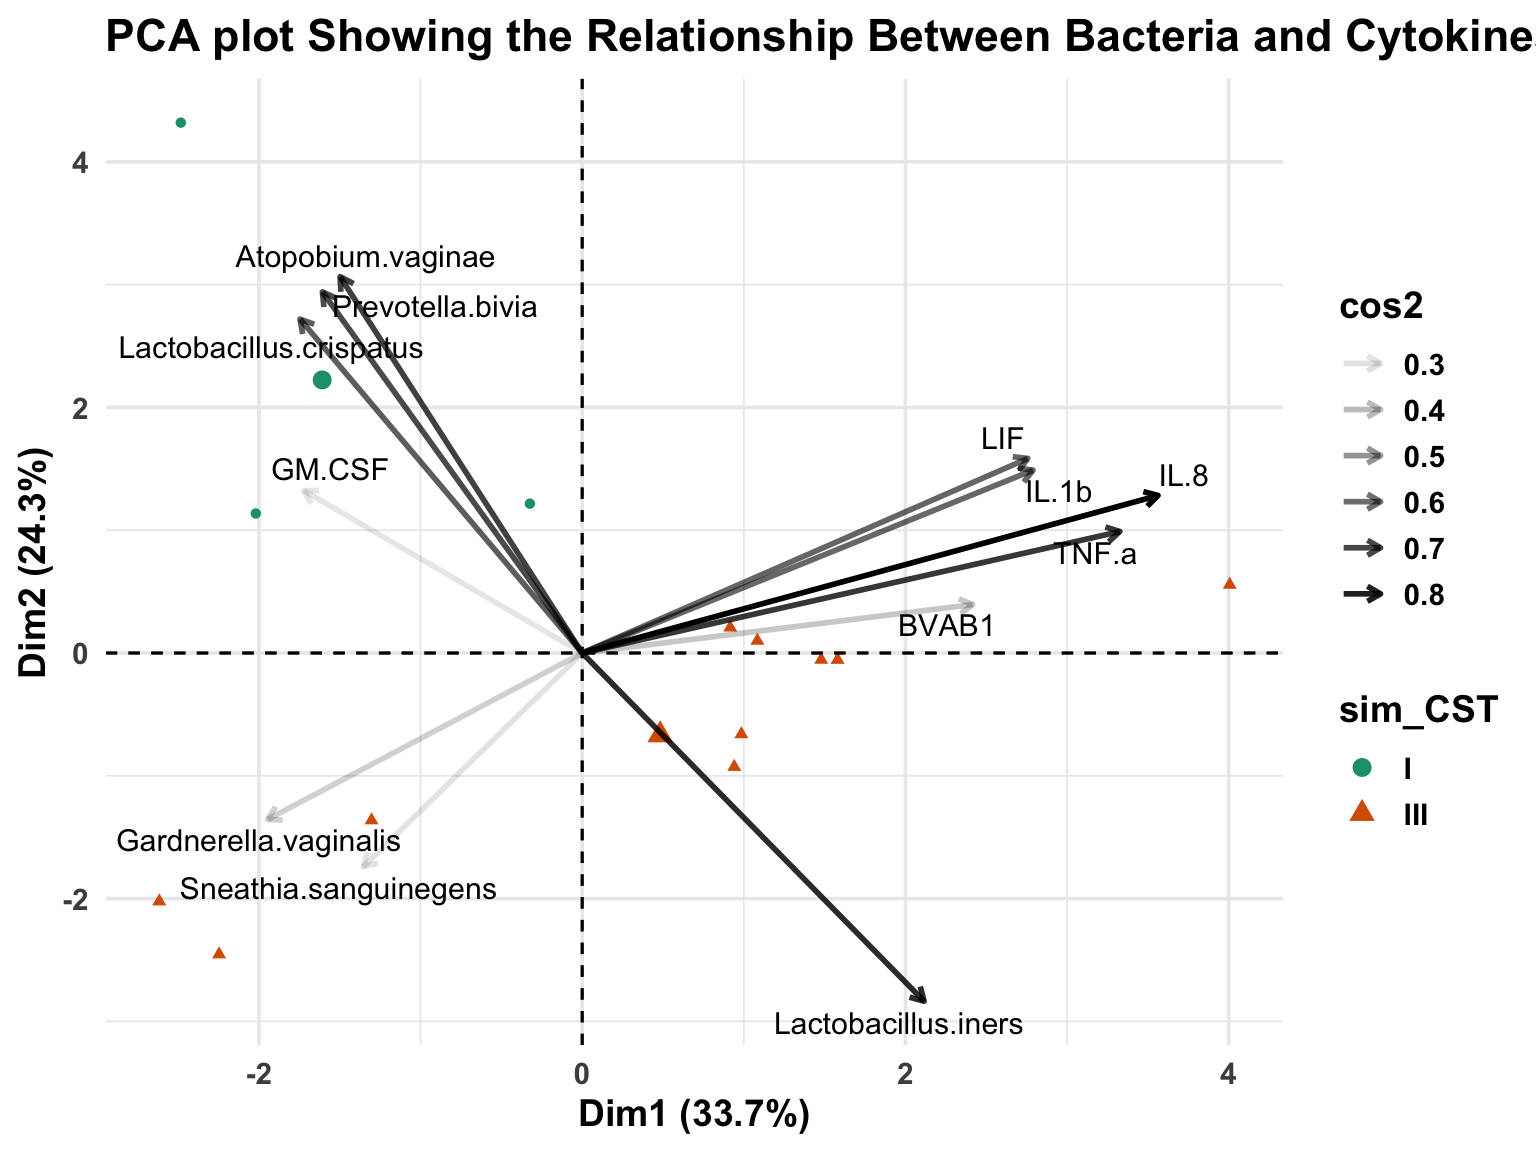 PCA plot Showing the Relationship Between Bacteria and Cytokine
4
2
0
-2
Dim2 (24.3%)
Atopobium.vaginae
Prevotella.bivia
Lactobacillus.crispatus
GM.CSF
LIF
IL.8
IL.1b
TNF.a
BVAB1
Gardnerella.vaginalis
Sneathia.sanguinegens
Lactobacillus.iners
-2 0 2 4
Dim1 (33.7%)
cos2
0.3
0.4
0.5
0.6
0.7
0.8
sim_CST
I
III